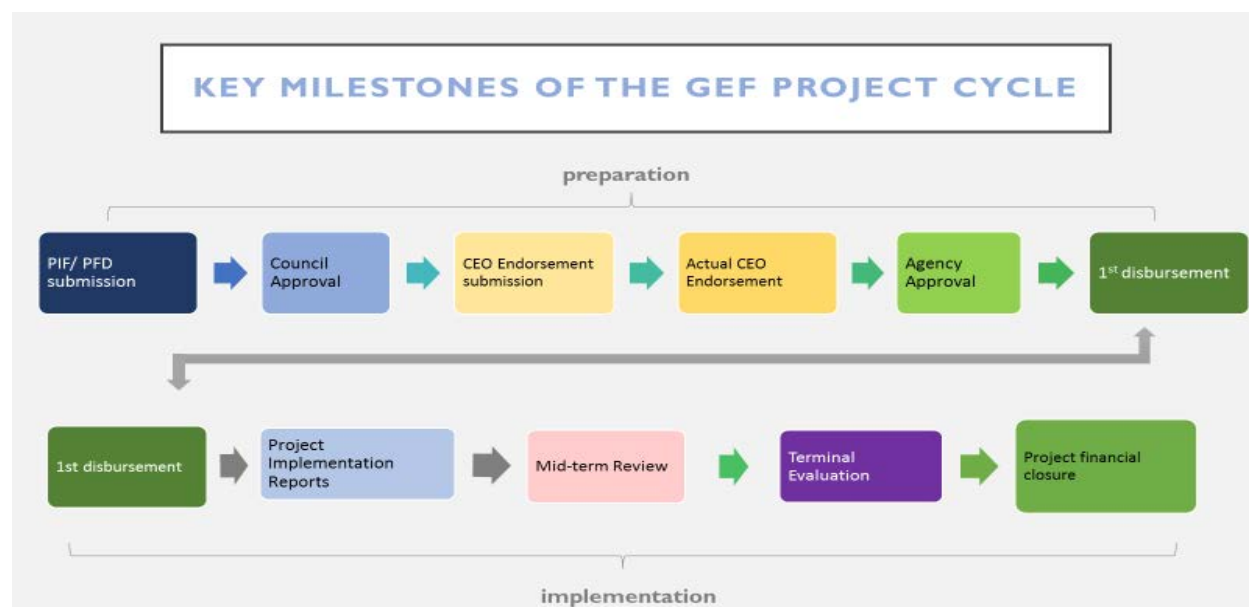 KEY MILESTONES OF THE GEF PROJECT CYCLE
preparation
PIF/ PFD
submission
Council
Approval
CEO Endorsement
submission
Actual CEO
Endorsement
Agency
Approval
1st disbursement
1st disbursement
Project
Implementation
Reports
Mid-term Review
Terminal
Evaluation
Project financial
closure
implementation